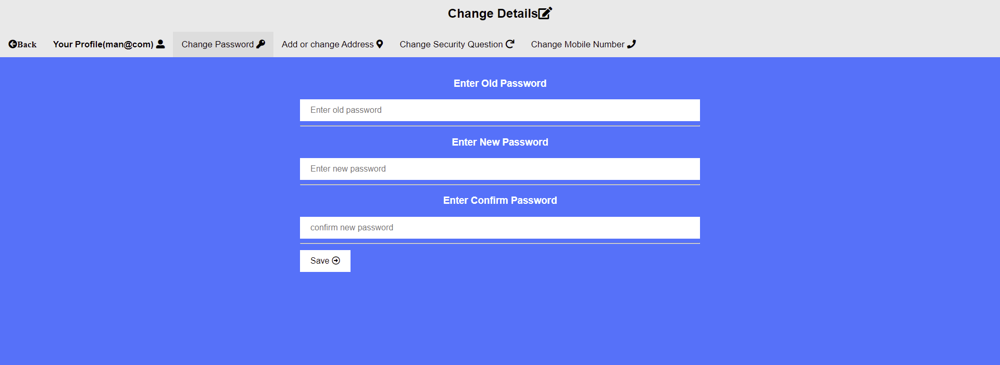 Change Details
Back Your Profile(man@com) Change Password Add or change Address Change Security Question Change Mobile Number
Enter Old Password
Enter old password
Enter New Password
Enter new password
Enter Confirm Password
confirm new password
Save